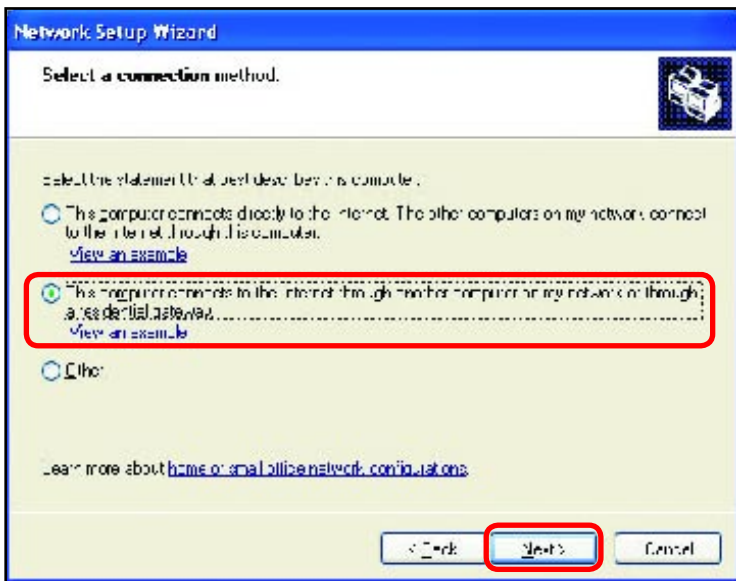 Network Setup Wizard
Select a connection method.
Select the statement that best describes this computer:
This computer connects directly to the Internet. The other computers on my network connect
to the Internet through this computer.
View an example
This computer connects to the Internet through another computer on my network or through
a residential gateway.
View an example
Other
Learn more about home or small office network configurations.
< Back
Next >
Cancel